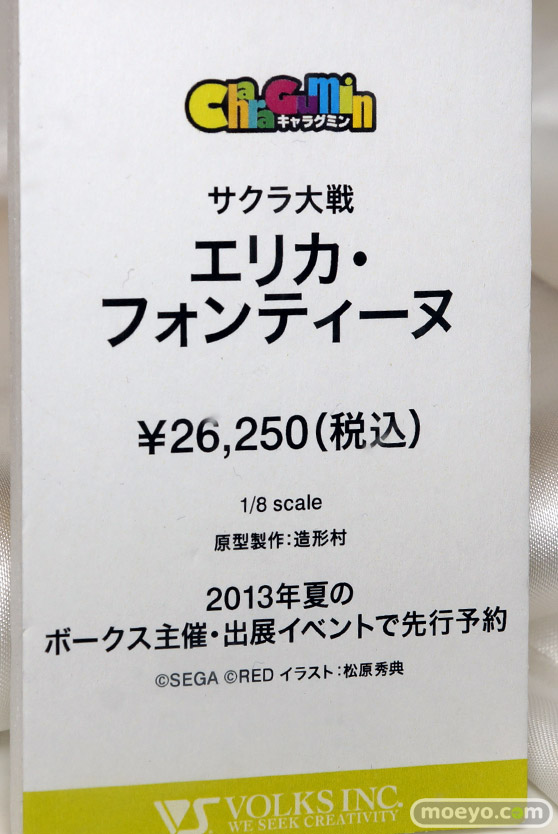 CharaGumin
キャラグミン
サクラ大戦
エリカ・
フォンティーヌ
¥26,250(税込)
1/8 scale
原型製作:造形村
2013年夏の
ボークス主催・出展イベントで先行予約
©SEGA ©RED イラスト:松原秀典
VS VOLKS INC.
WE SEEK CREATIVITY
moeyo.com